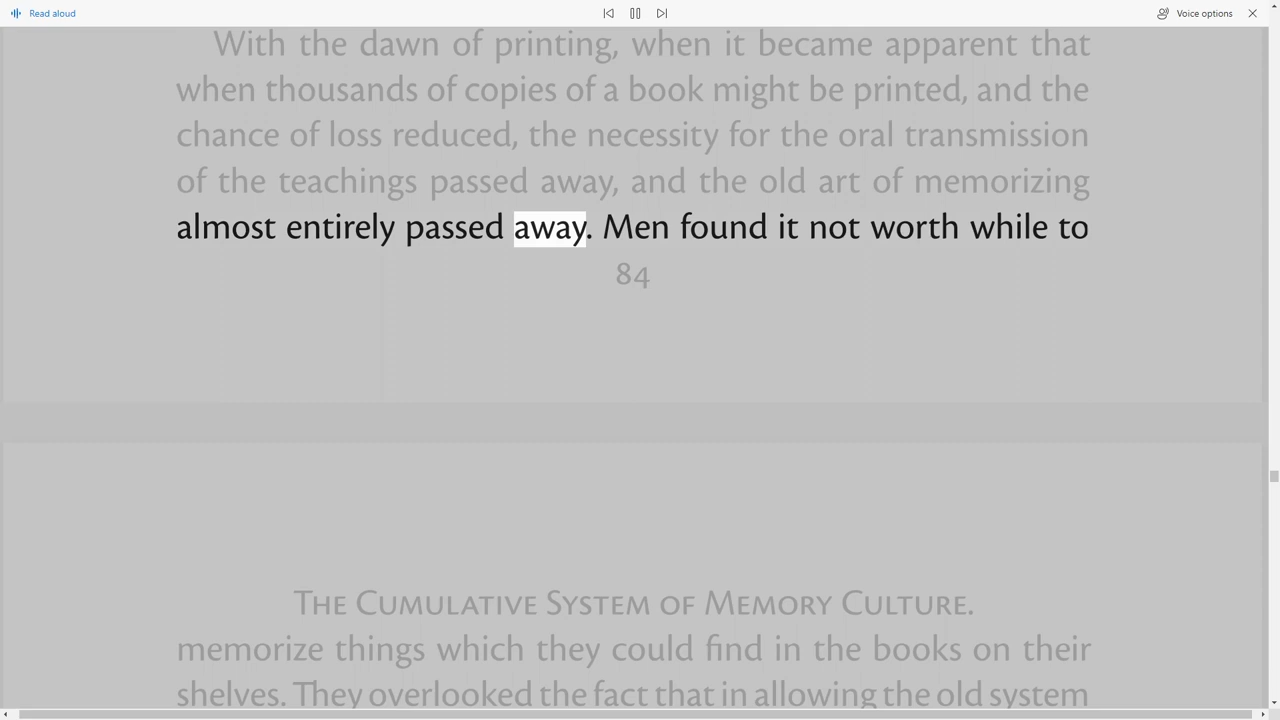 Read aloud
Voice options
With the dawn of printing, when it became apparent that
when thousands of copies of a book might be printed, and the
chance of loss reduced, the necessity for the oral transmission
of the teachings passed away, and the old art of memorizing
almost entirely passed away. Men found it not worth while to
84
The Cumulative System of Memory Culture.
memorize things which they could find in the books on their
shelves. They overlooked the fact that in allowing the old system